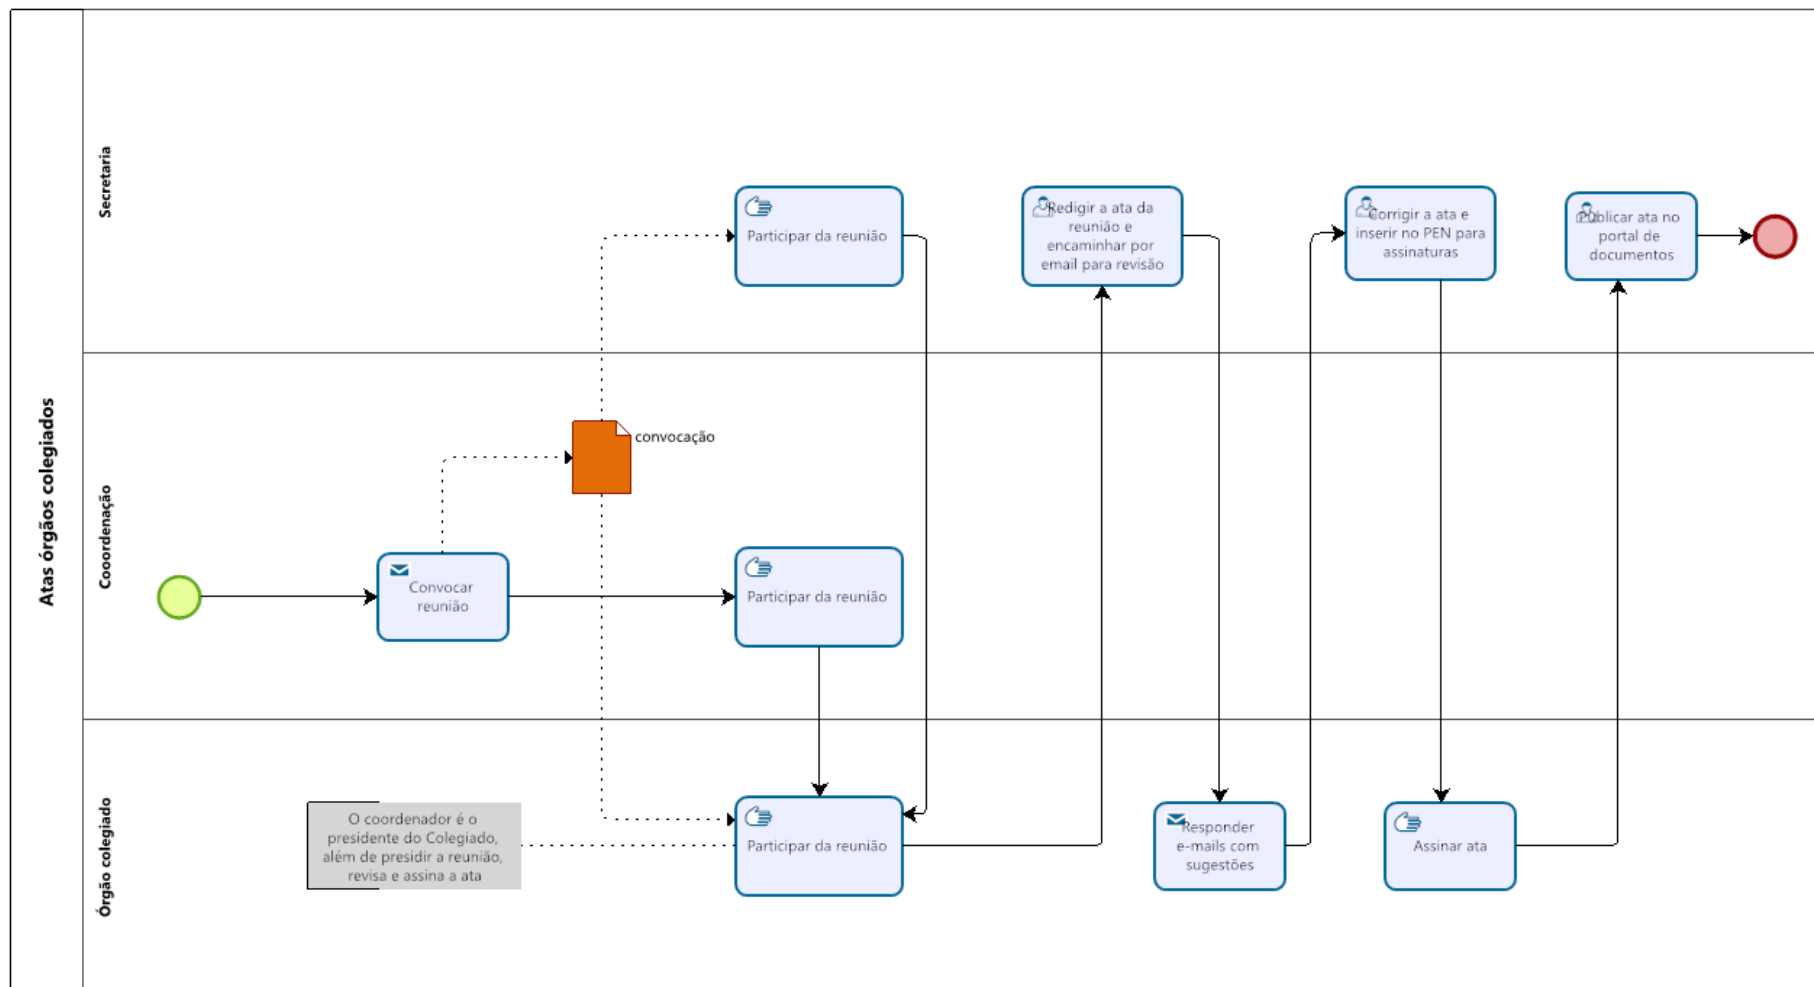 Atas órgãos colegiados
Secretaria
Participar da reunião
Redigir a ata da
reunião e
encaminhar por
email para revisão
Corrigir a ata e
inserir no PEN para
assinaturas
Publicar ata no
portal de
documentos
Cooordenação
convocação
Convocar
reunião
Participar da reunião
Órgão colegiado
O coordenador é o
presidente do Colegiado,
além de presidir a reunião,
revisa e assina a ata
Participar da reunião
Responder
e-mails com
sugestões
Assinar ata